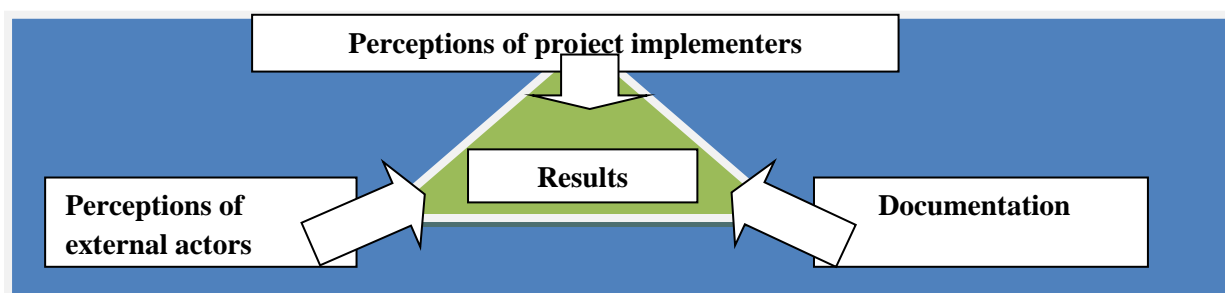 Perceptions of project implementers
Results
Perceptions of
external actors
Documentation